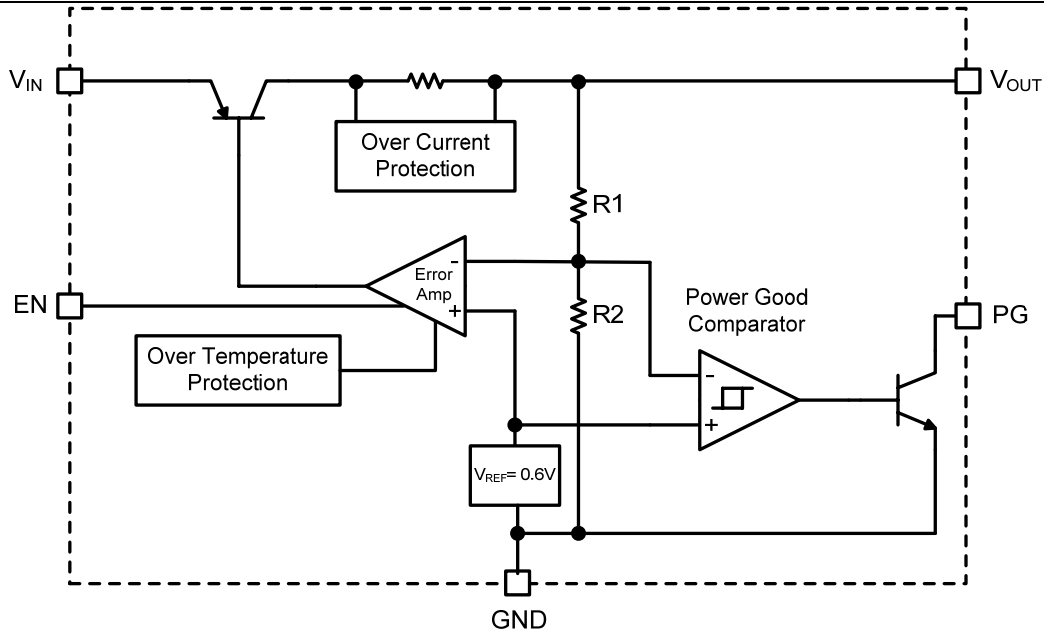 VIN
VOUT
Over Current
Protection
R1
-
Error
Amp
+
EN
R2
Power Good
Comparator
PG
Over Temperature
Protection
-
+
VREF= 0.6V
GND